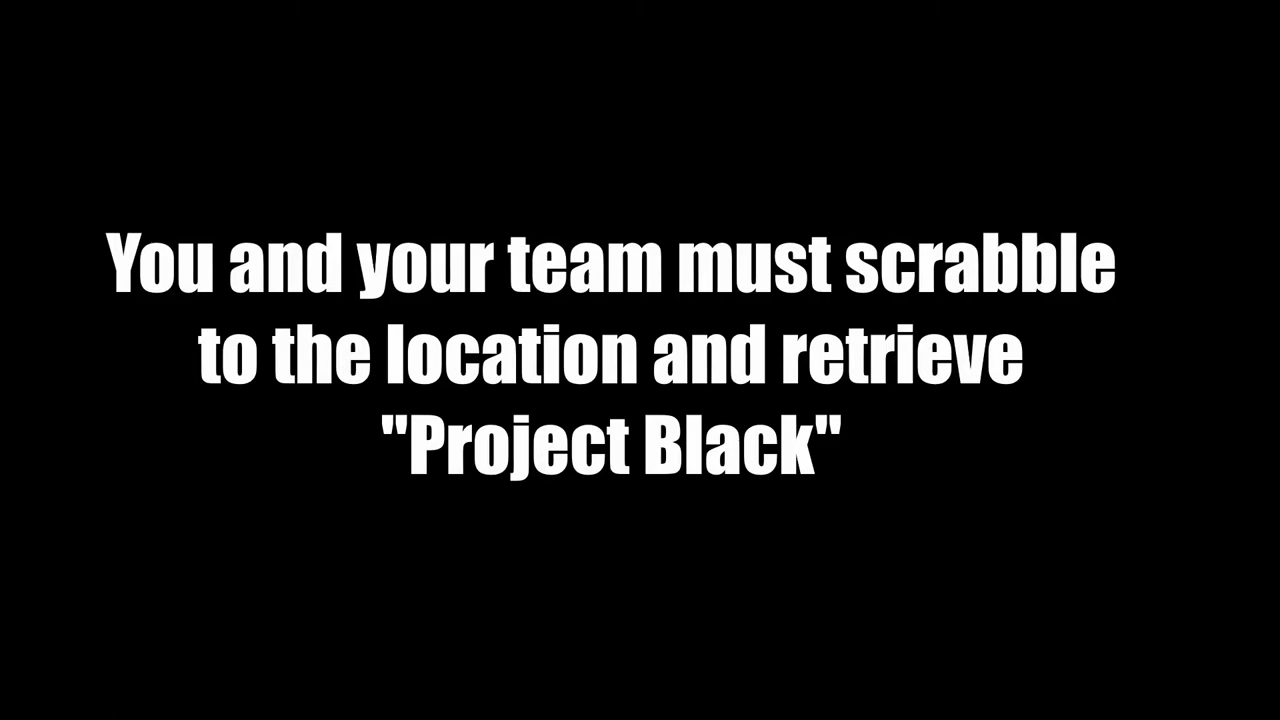 You and your team must scrabble
to the location and retrieve
"Project Black"